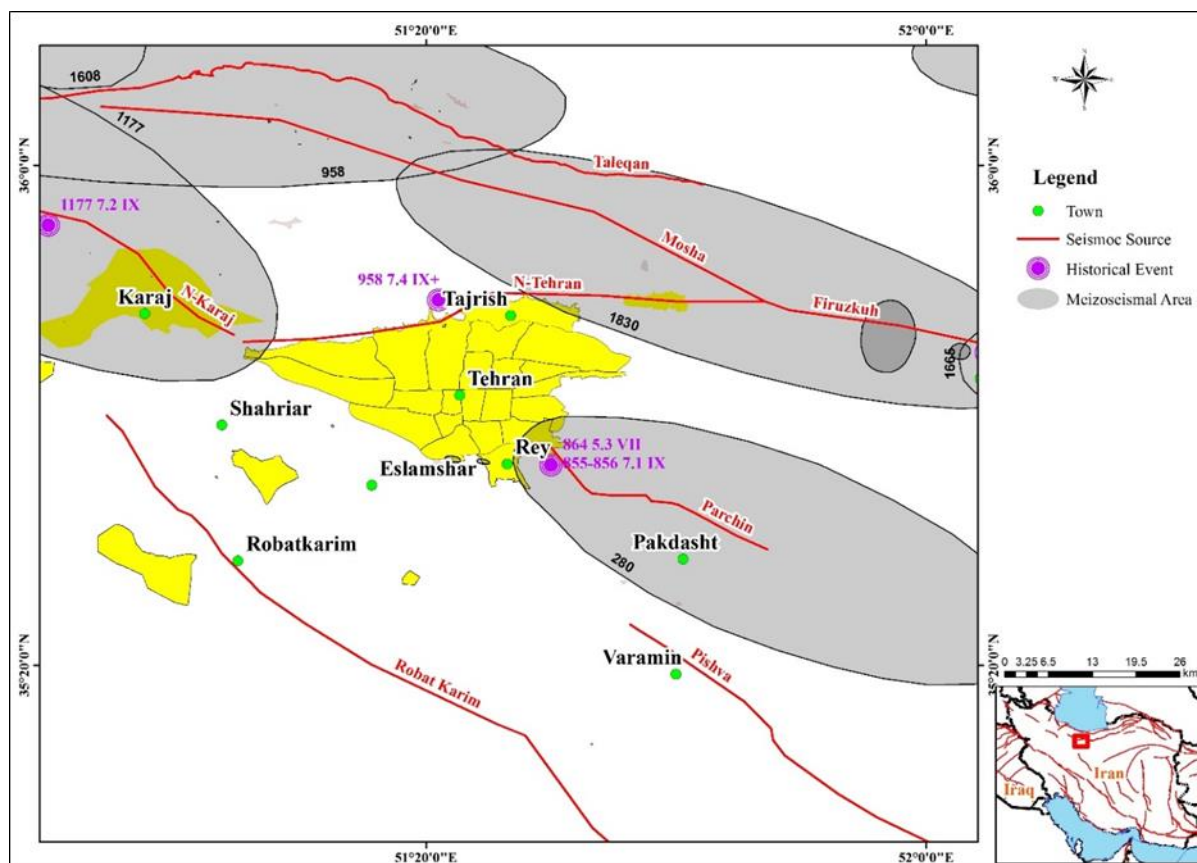 51°20'0"E
52°0'0"E
1608
1177
36°0'0"N
36°0'0"N
958
Taleqan
Legend
1177 7.2 IX
Town
Mosha
Seismoc Source
958 7.4 IX+
N-Tehran
Historical Event
Karaj
N-Karaj
Tajrish
Firuzkuh
Meizoseismal Area
1830
1665
Tehran
Shahriar
Rey
864 5.3 VII
855-856 7.1 IX
Eslamshar
Parchin
Robatkarim
Pakdasht
280
Varamin
Pishva
35°20'0"N
35°20'0"N
Robat Karim
0 3.25 6.5 13 19.5 26
km
Iran
Iraq
51°20'0"E
52°0'0"E